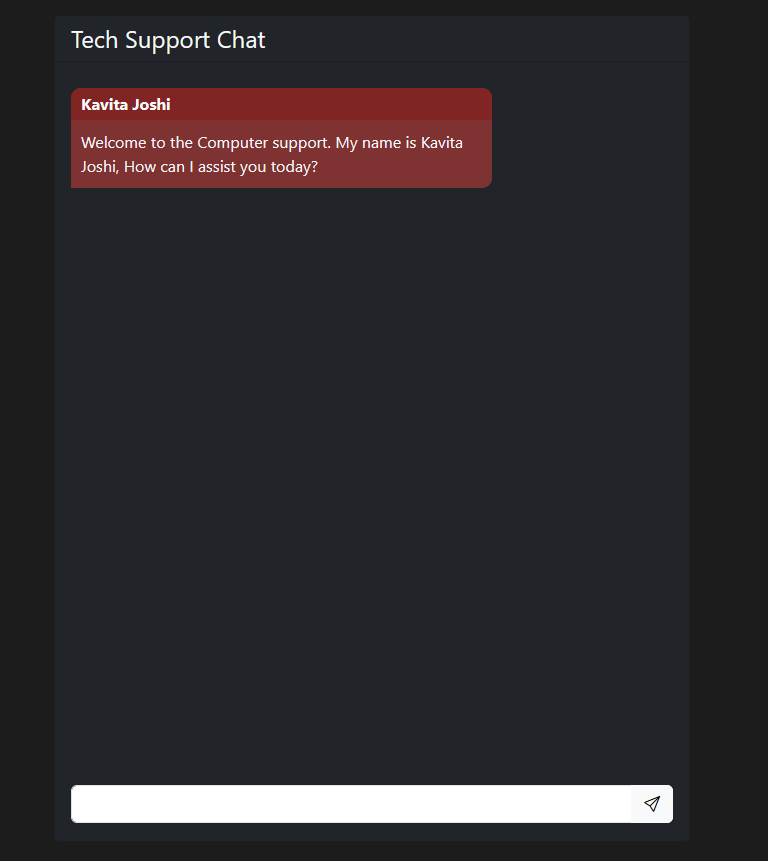 Tech Support Chat
Kavita Joshi
Welcome to the Computer support. My name is Kavita
Joshi, How can I assist you today?